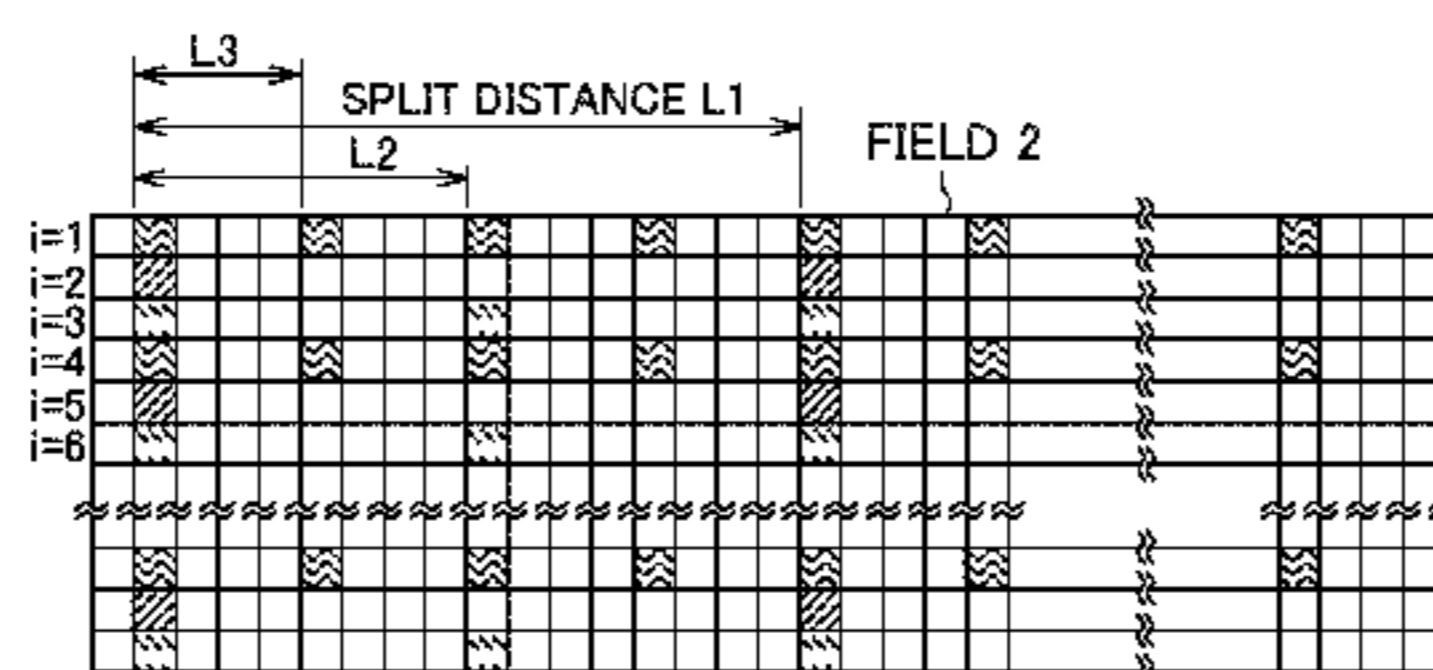 L3
SPLIT DISTANCE L1
L2
FIELD 2
i=1
i=2
i=3
i=4
i=5
i=6